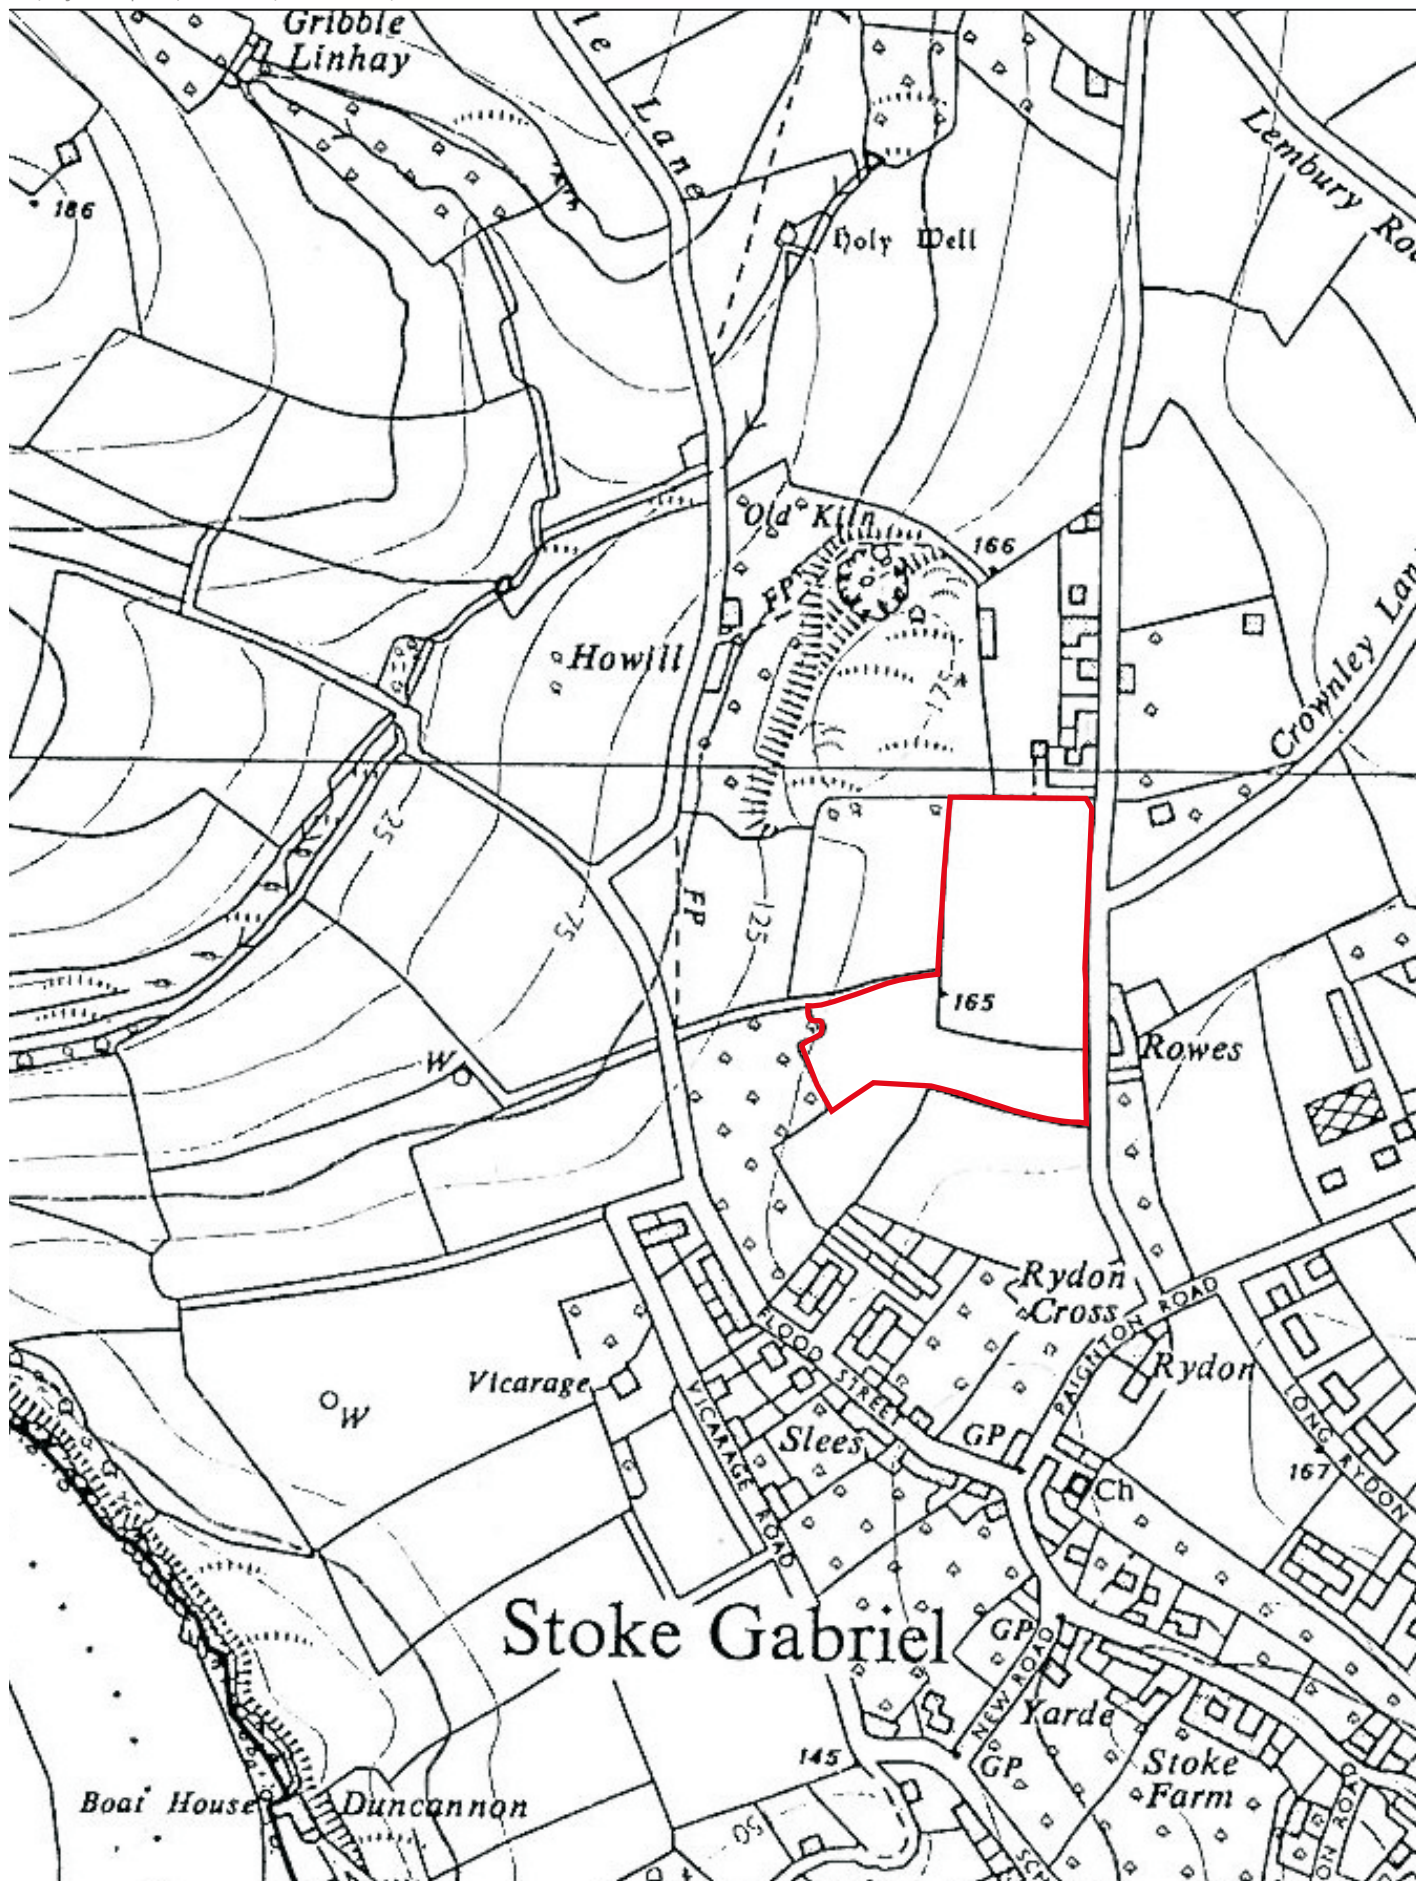 Gribble
Linhay
le Lane
Lembury
186
Holy Well
Old Kiln
166
FP
Howill
175
Crownley
25
75
FP
125
165
W
Rowes
Rydon
Cross
PAIGNTON ROAD
Rydon
FLOOD STREET
Vicarage
VICARAGE ROAD
Slees
GP
LONG RYDON
W
167
Ch
Stoke Gabriel
GP
NEW ROAD
Yarde
145
GP
Stoke
Farm
Boat House
Duncannon
50